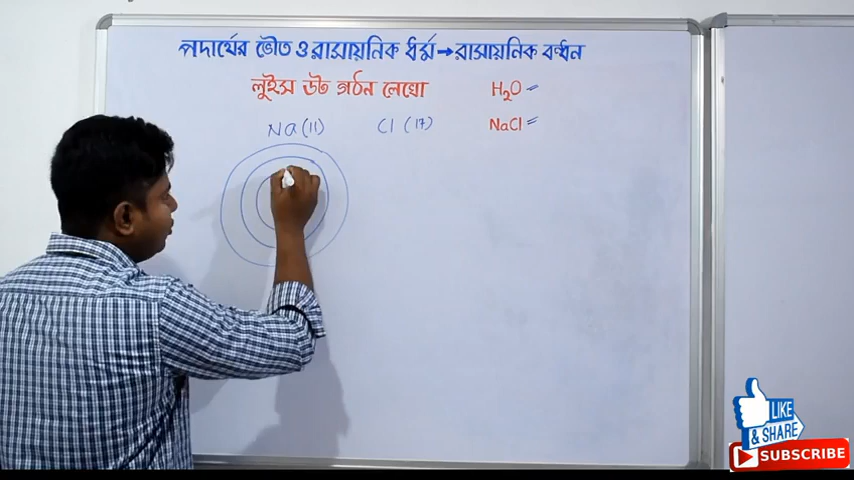 পদার্থের ভৌত ও রাসায়নিক ধর্ম→রাসায়নিক বন্ধন
লুইস ডট গঠন লেখো H₂O =
Na (11) Cl (17) NaCl =
LIKE
& SHARE
SUBSCRIBE